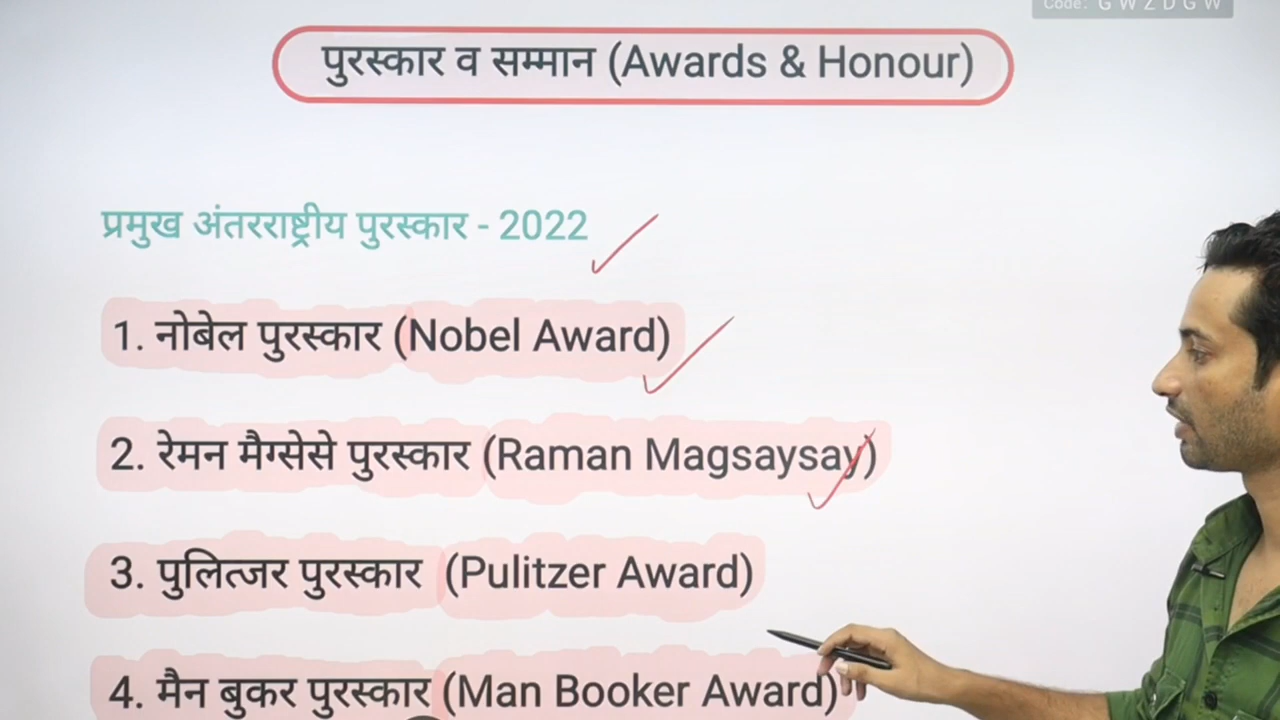 Code: G W Z D G W
पुरस्कार व सम्मान (Awards & Honour)
प्रमुख अंतरराष्ट्रीय पुरस्कार - 2022
1. नोबेल पुरस्कार (Nobel Award)
2. रेमन मैग्सेसे पुरस्कार (Raman Magsaysay)
3. पुलित्जर पुरस्कार (Pulitzer Award)
4. मैन बुकर पुरस्कार (Man Booker Award)